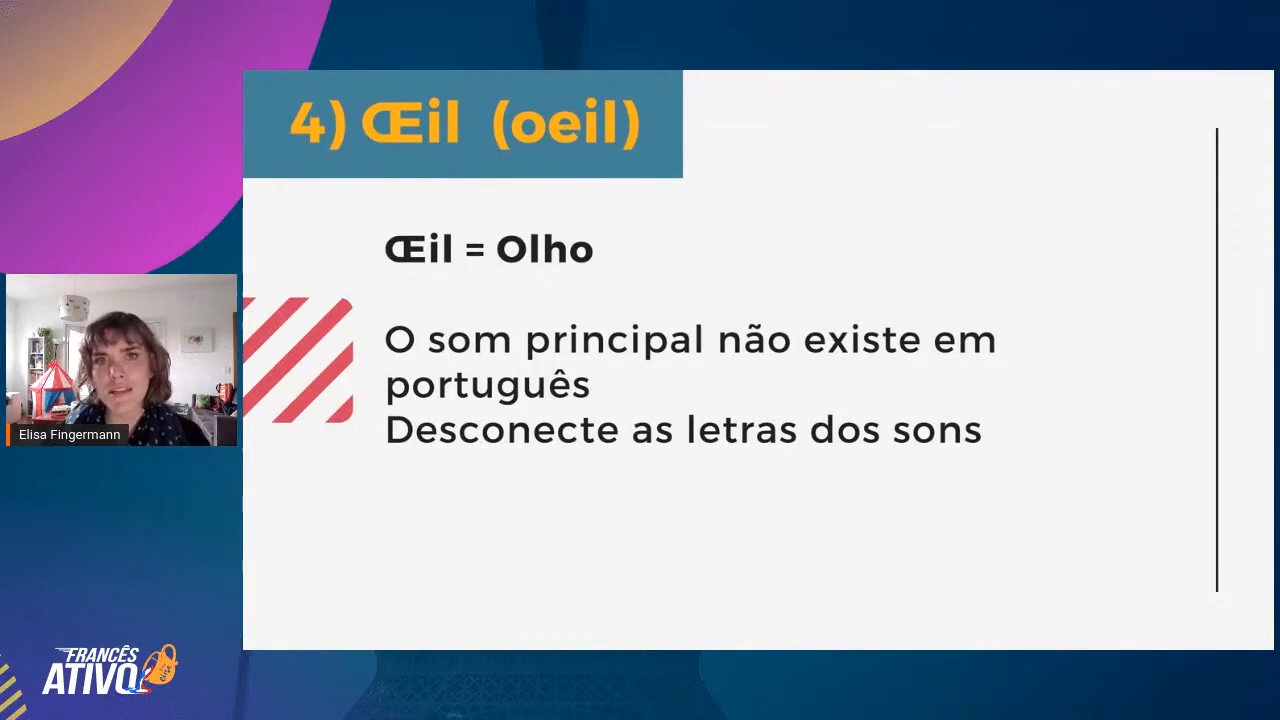 4) Œil (oeil)
Œil = Olho
O som principal não existe em
português
Desconecte as letras dos sons
Elisa Fingermann
FRANCÊS
ATIVO
elisa